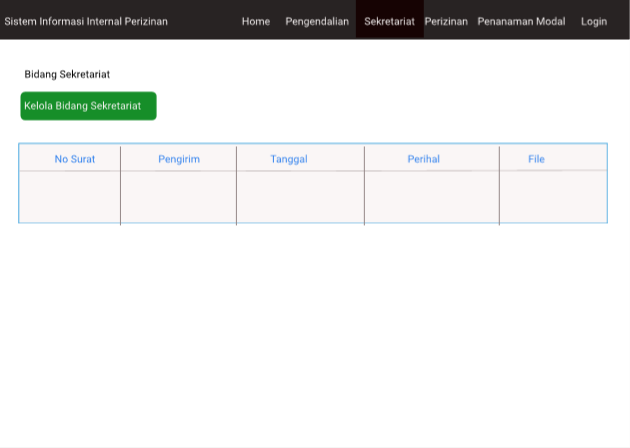 Sistem Informasi Internal Perizinan Home Pengendalian Sekretariat Perizinan Penanaman Modal Login
Bidang Sekretariat
Kelola Bidang Sekretariat
No Surat Pengirim Tanggal Perihal File